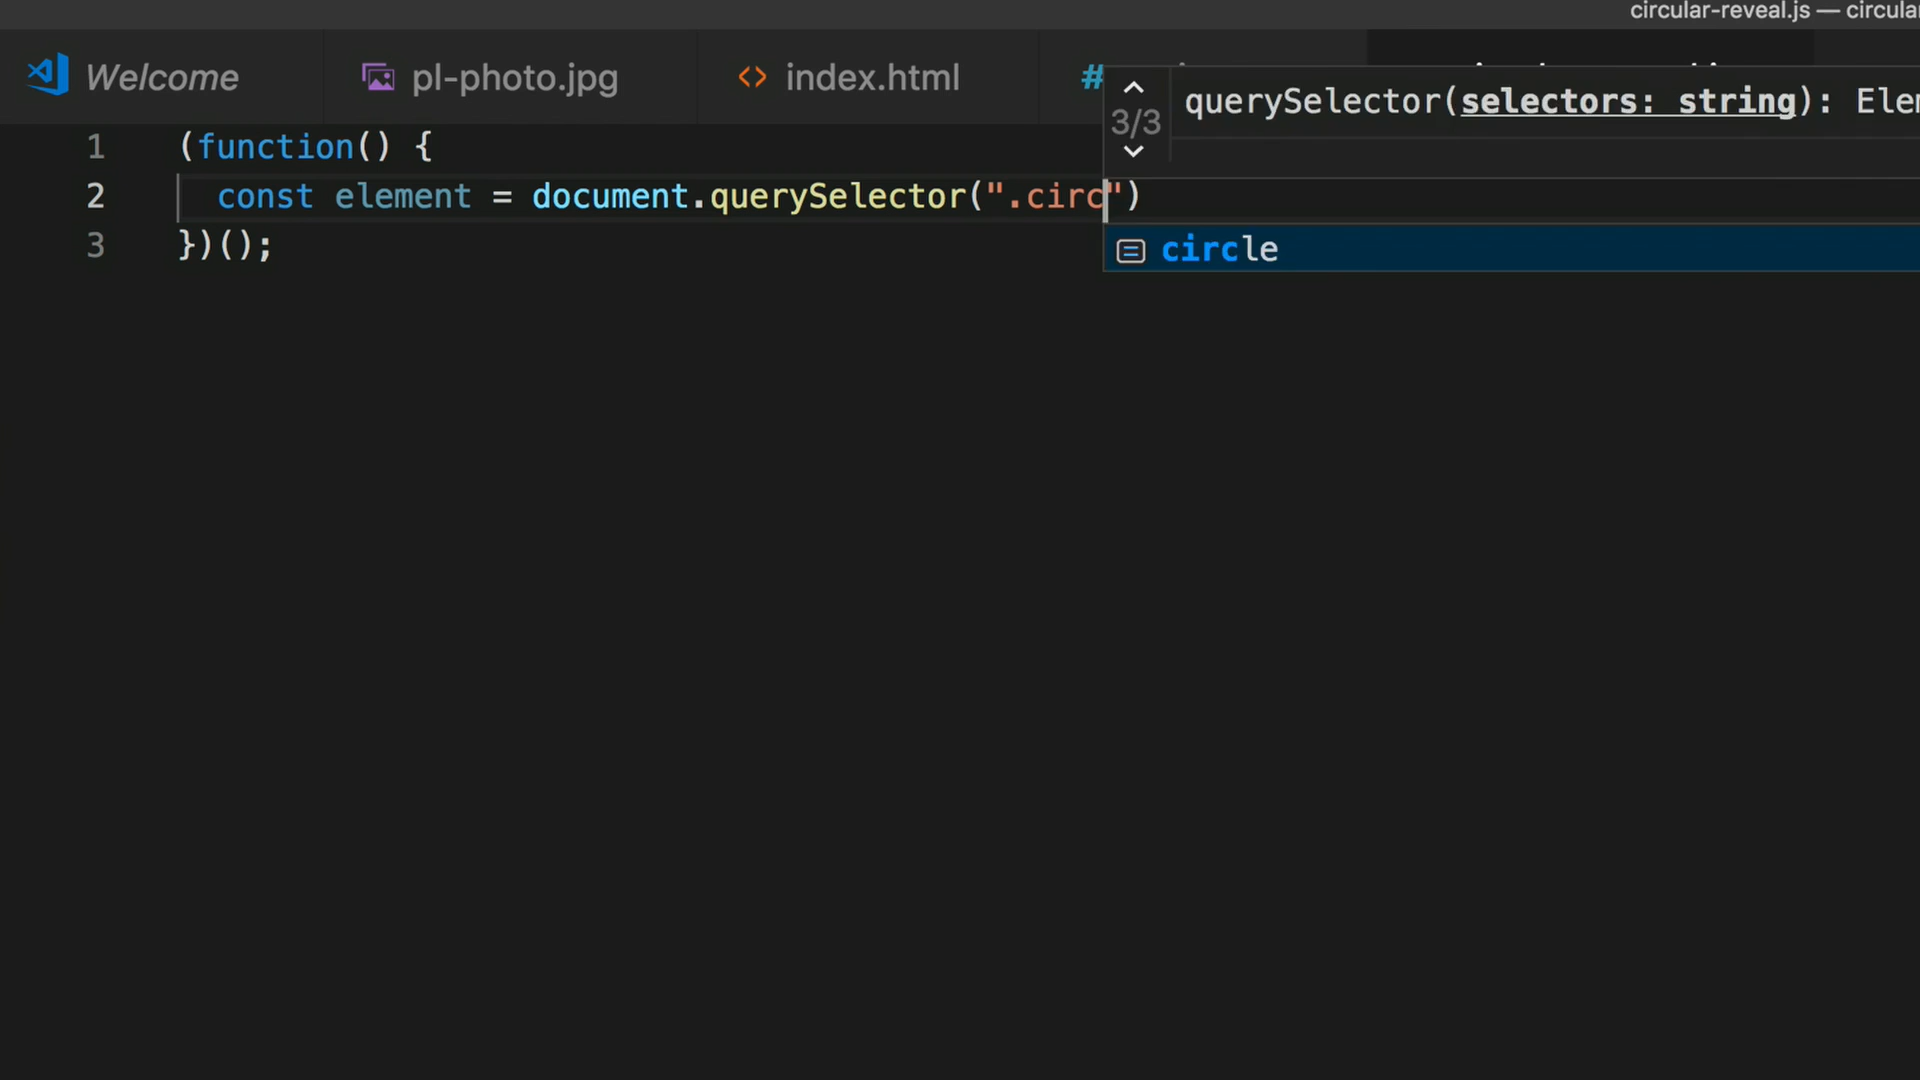 circular-reveal.js — circula
Welcome
pl-photo.jpg
<> index.html
#
3/3
querySelector(selectors: string): Elem
1 (function() {
2 const element = document.querySelector(".circ")
circle
3 })();